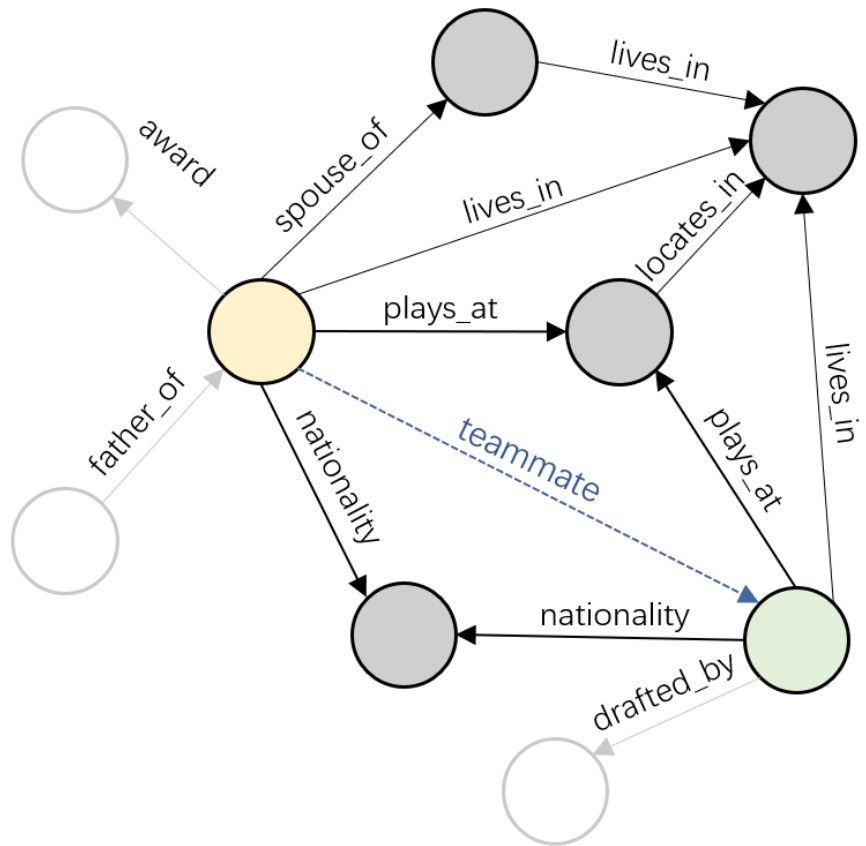 lives_in
award
spouse_of
lives_in
locates_in
plays_at
lives_in
father_of
nationality
teammate
plays_at
nationality
drafted_by